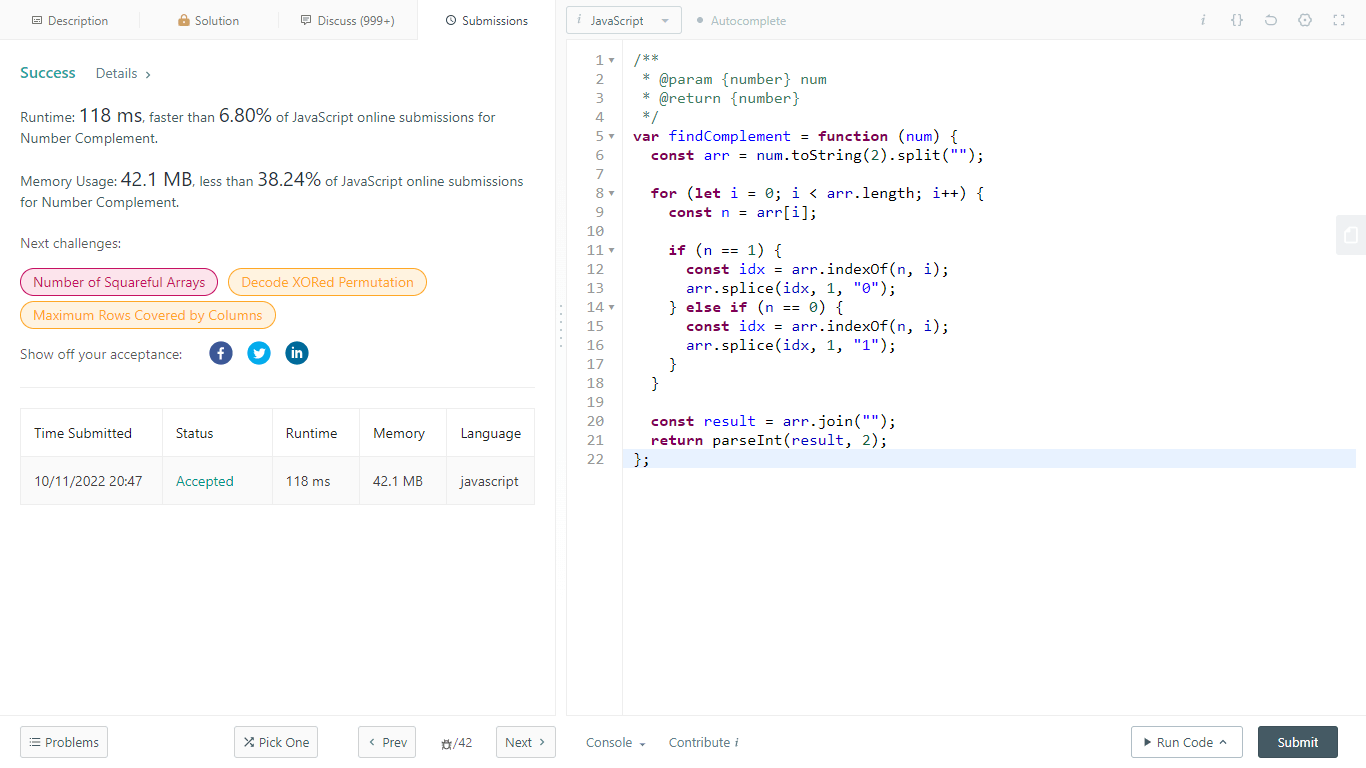 Description
Solution
Discuss (999+)
Submissions
i JavaScript
Autocomplete
i {}
Success Details >
Runtime: 118 ms, faster than 6.80% of JavaScript online submissions for
Number Complement.
Memory Usage: 42.1 MB, less than 38.24% of JavaScript online submissions
for Number Complement.
Next challenges:
Number of Squareful Arrays
Decode XORed Permutation
Maximum Rows Covered by Columns
Show off your acceptance: f in
Time Submitted Status Runtime Memory Language
10/11/2022 20:47 Accepted 118 ms 42.1 MB javascript
1 /**
2  * @param {number} num
3  * @return {number}
4  */
5 var findComplement = function (num) {
6   const arr = num.toString(2).split("");
7
8   for (let i = 0; i < arr.length; i++) {
9     const n = arr[i];
10
11     if (n == 1) {
12       const idx = arr.indexOf(n, i);
13       arr.splice(idx, 1, "0");
14     } else if (n == 0) {
15       const idx = arr.indexOf(n, i);
16       arr.splice(idx, 1, "1");
17     }
18   }
19
20   const result = arr.join("");
21   return parseInt(result, 2);
22 };
Problems
Pick One
< Prev
/42
Next >
Console
Contribute i
Run Code
Submit